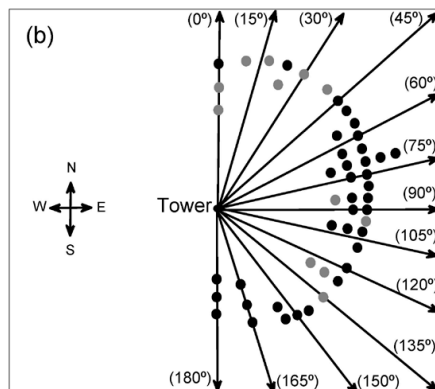 (b)
(0º)
(15º)
(30º)
(45º)
(60º)
(75º)
(90º)
(105º)
(120º)
(135º)
(150º)
(165º)
(180º)
Tower
N
W E
S